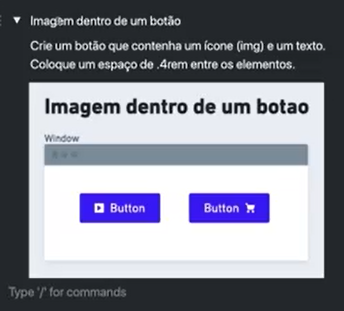 Imagem dentro de um botão
Crie um botão que contenha um ícone (img) e um texto.
Coloque um espaço de .4rem entre os elementos.
Imagem dentro de um botao
Window
Button
Button
Type '/' for commands